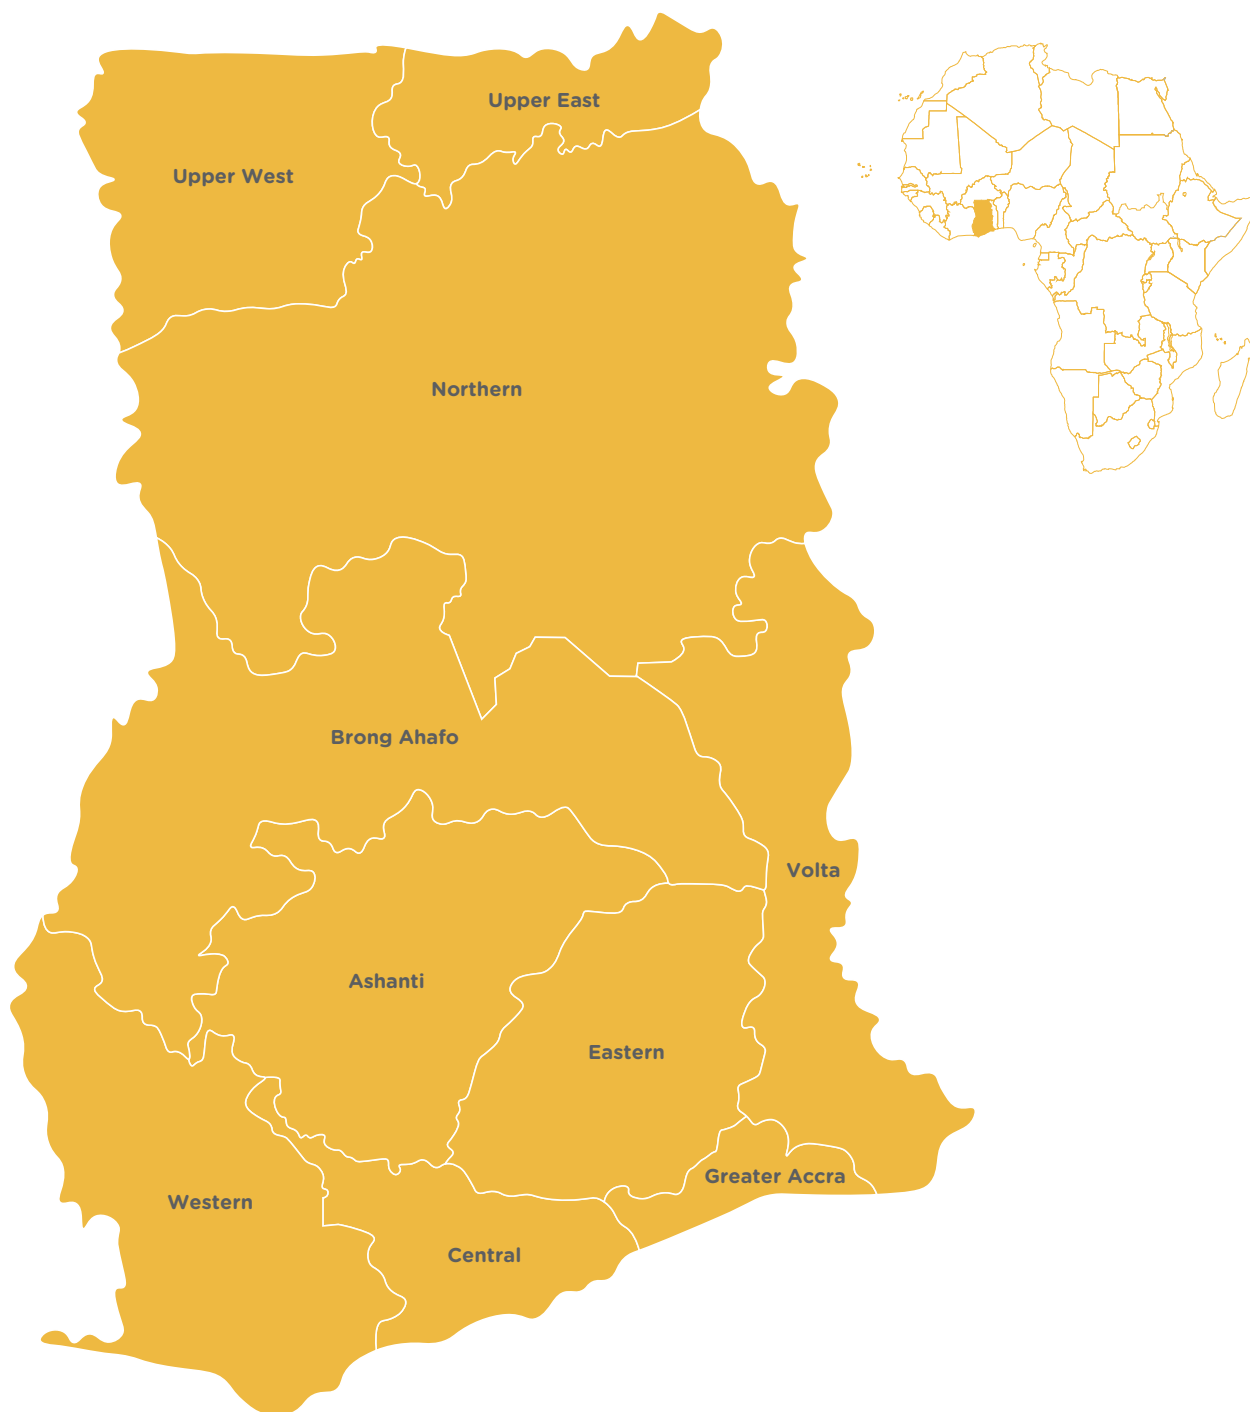 Upper East
Upper West
Northern
Brong Ahafo
Volta
Ashanti
Eastern
Greater Accra
Western
Central